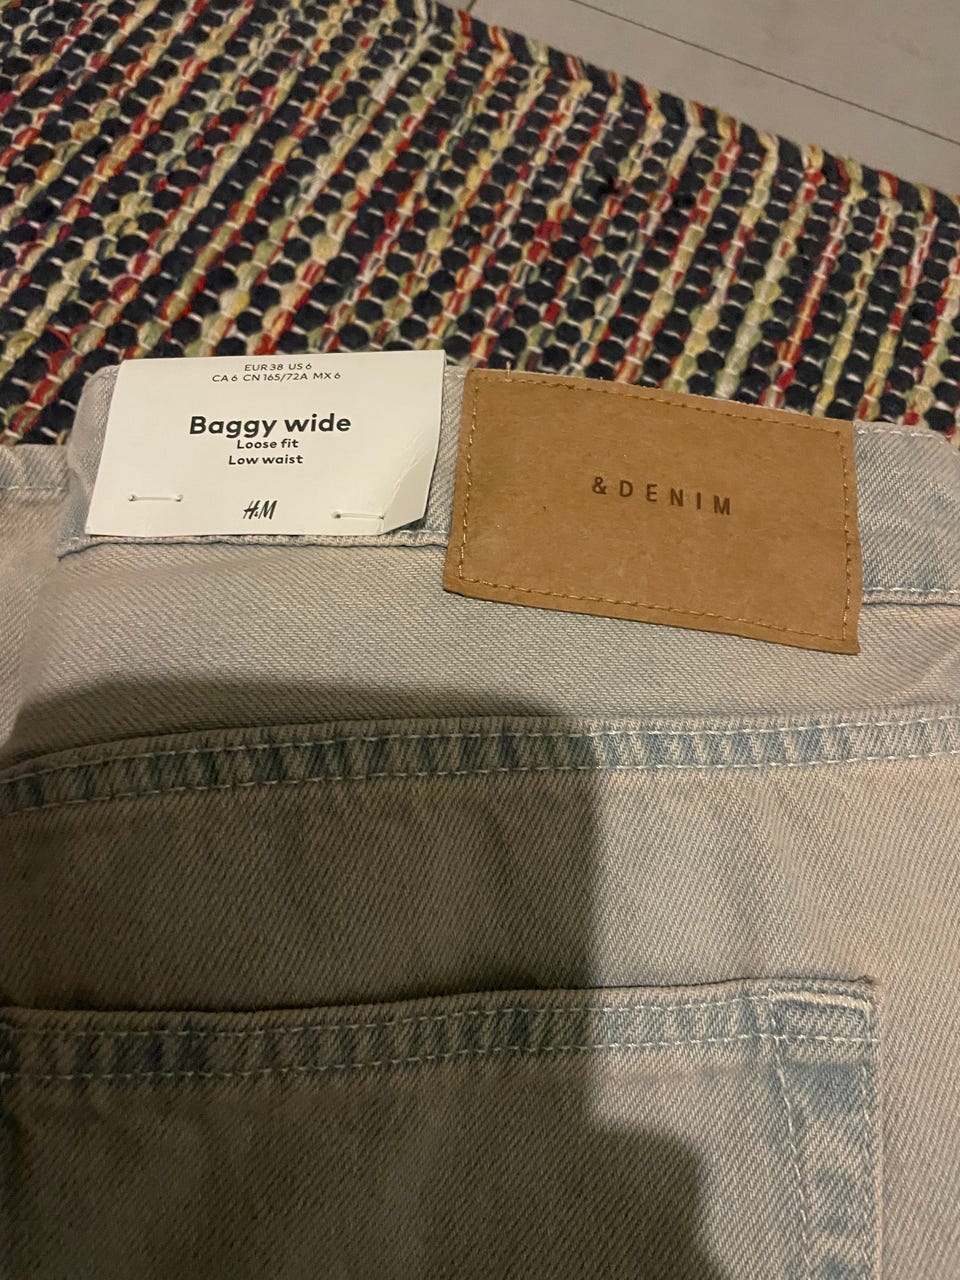 EUR 38 US 6
CA 6 CN 165/72A MX 6
Baggy wide
Loose fit
Low waist
H&M
&DENIM